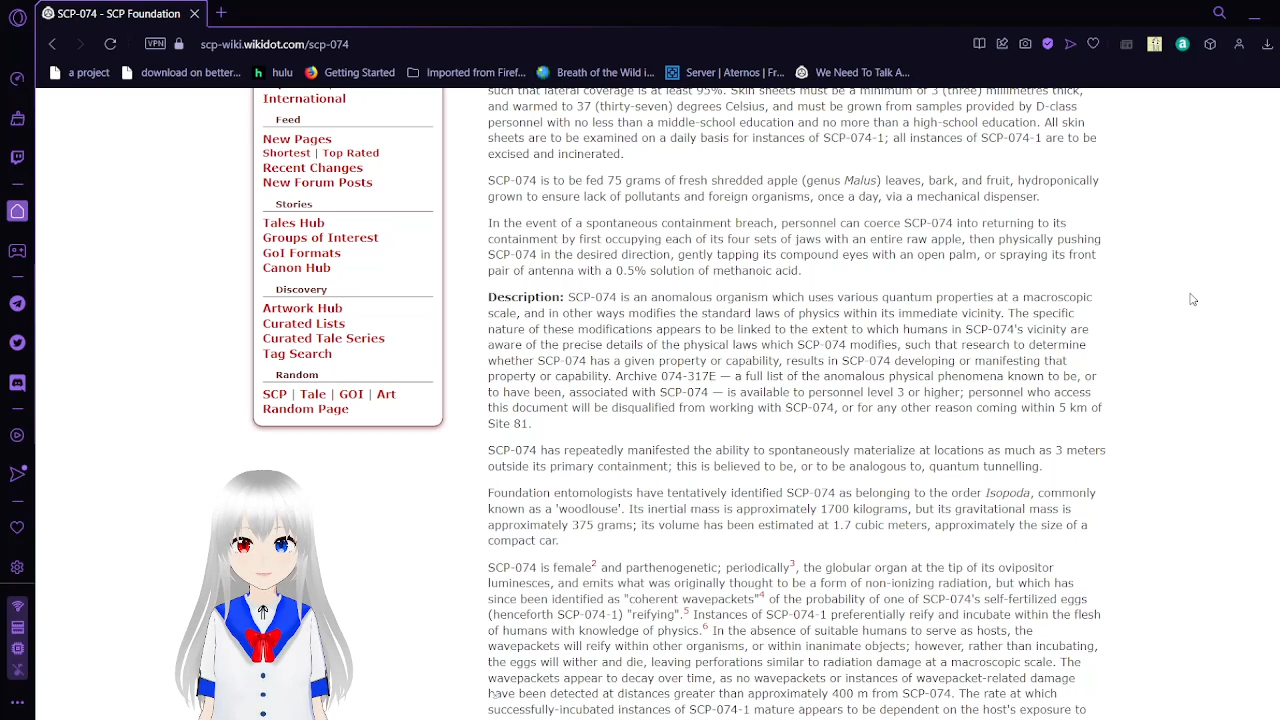 SCP-074 - SCP Foundation
VPN
scp-wiki.wikidot.com/scp-074
a project
download on better...
hulu
Getting Started
Imported from Firef...
Breath of the Wild i...
Server | Aternos | Fr...
We Need To Talk A...
International
Feed
New Pages
Shortest | Top Rated
Recent Changes
New Forum Posts
Stories
Tales Hub
Groups of Interest
GoI Formats
Canon Hub
Discovery
Artwork Hub
Curated Lists
Curated Tale Series
Tag Search
Random
SCP | Tale | GOI | Art
Random Page
such that lateral coverage is at least 95%. Skin sheets must be a minimum of 3 (three) millimetres thick,
and warmed to 37 (thirty-seven) degrees Celsius, and must be grown from samples provided by D-class
personnel with no less than a middle-school education and no more than a high-school education. All skin
sheets are to be examined on a daily basis for instances of SCP-074-1; all instances of SCP-074-1 are to be
excised and incinerated.
SCP-074 is to be fed 75 grams of fresh shredded apple (genus Malus) leaves, bark, and fruit, hydroponically
grown to ensure lack of pollutants and foreign organisms, once a day, via a mechanical dispenser.
In the event of a spontaneous containment breach, personnel can coerce SCP-074 into returning to its
containment by first occupying each of its four sets of jaws with an entire raw apple, then physically pushing
SCP-074 in the desired direction, gently tapping its compound eyes with an open palm, or spraying its front
pair of antenna with a 0.5% solution of methanoic acid.
Description: SCP-074 is an anomalous organism which uses various quantum properties at a macroscopic
scale, and in other ways modifies the standard laws of physics within its immediate vicinity. The specific
nature of these modifications appears to be linked to the extent to which humans in SCP-074's vicinity are
aware of the precise details of the physical laws which SCP-074 modifies, such that research to determine
whether SCP-074 has a given property or capability, results in SCP-074 developing or manifesting that
property or capability. Archive 074-317E — a full list of the anomalous physical phenomena known to be, or
to have been, associated with SCP-074 — is available to personnel level 3 or higher; personnel who access
this document will be disqualified from working with SCP-074, or for any other reason coming within 5 km of
Site 81.
SCP-074 has repeatedly manifested the ability to spontaneously materialize at locations as much as 3 meters
outside its primary containment; this is believed to be, or to be analogous to, quantum tunnelling.
Foundation entomologists have tentatively identified SCP-074 as belonging to the order Isopoda, commonly
known as a 'woodlouse'. Its inertial mass is approximately 1700 kilograms, but its gravitational mass is
approximately 375 grams; its volume has been estimated at 1.7 cubic meters, approximately the size of a
compact car.
SCP-074 is female2 and parthenogenetic; periodically3, the globular organ at the tip of its ovipositor
luminesces, and emits what was originally thought to be a form of non-ionizing radiation, but which has
since been identified as "coherent wavepackets"4 of the probability of one of SCP-074's self-fertilized eggs
(henceforth SCP-074-1) "reifying".5 Instances of SCP-074-1 preferentially reify and incubate within the flesh
of humans with knowledge of physics.6 In the absence of suitable humans to serve as hosts, the
wavepackets will reify within other organisms, or within inanimate objects; however, rather than incubating,
the eggs will wither and die, leaving perforations similar to radiation damage at a macroscopic scale. The
wavepackets appear to decay over time, as no wavepackets or instances of wavepacket-related damage
have been detected at distances greater than approximately 400 m from SCP-074. The rate at which
successfully-incubated instances of SCP-074-1 mature appears to be dependent on the host's exposure to